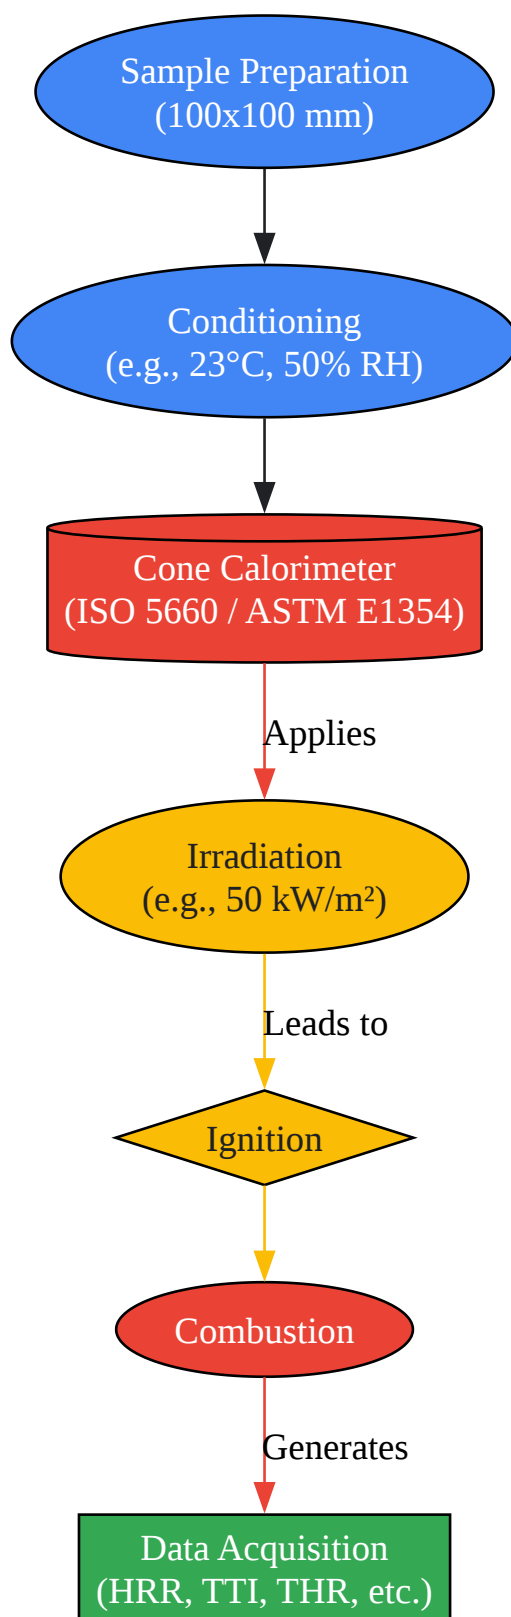 Sample Preparation
(100x100 mm)
Conditioning
(e.g., 23°C, 50% RH)
Cone Calorimeter
(ISO 5660 / ASTM E1354)
Applies
Irradiation
(e.g., 50 kW/m²)
Leads to
Ignition
Combustion
Generates
Data Acquisition
(HRR, TTI, THR, etc.)